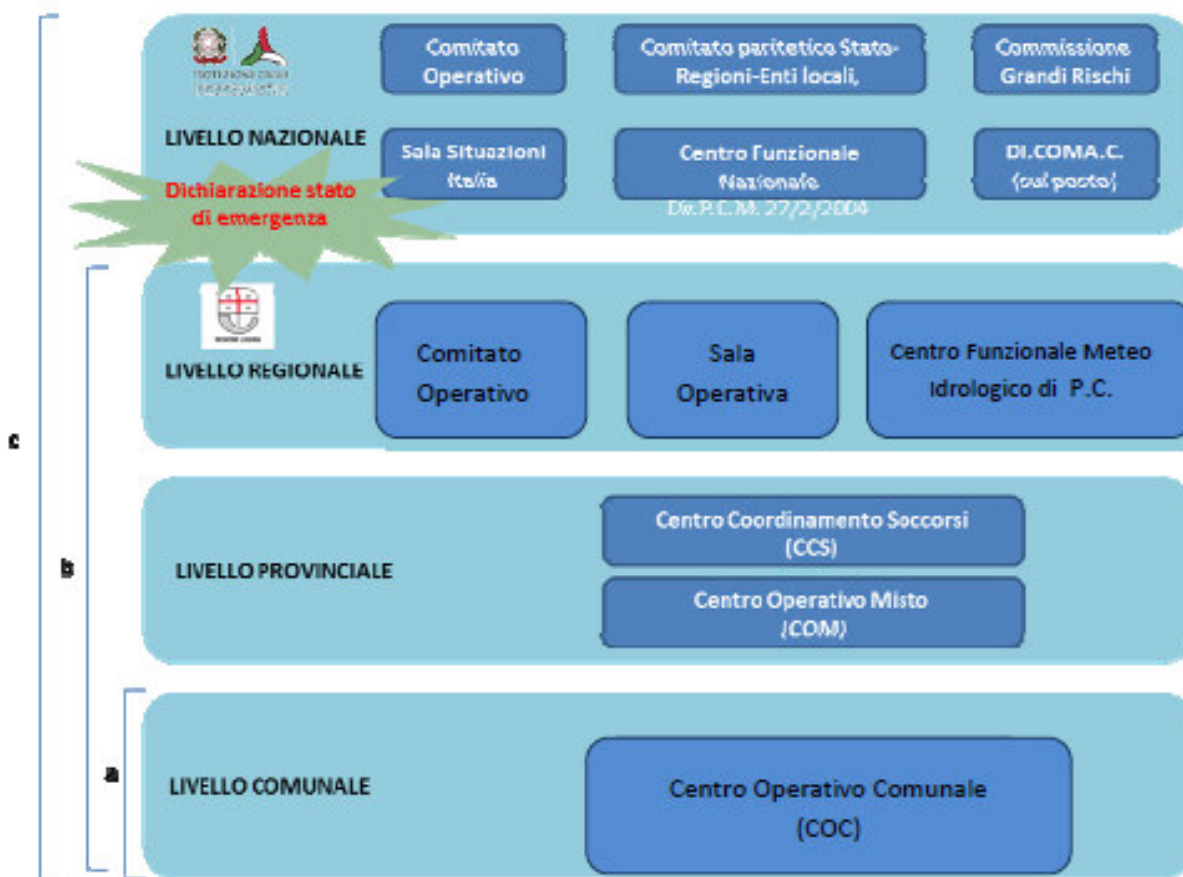 c
Comitato
Operativo
Comitato paritetico Stato-
Regioni-Enti locali,
Commissione
Grandi Rischi
LIVELLO NAZIONALE
Sala Situazioni
Italia
Centro Funzionale
Nazionale
Dir.P.C.M. 27/2/2004
DI.COMA.C.
(sul posto)
Dichiarazione stato
di emergenza
b
LIVELLO REGIONALE
Comitato
Operativo
Sala
Operativa
Centro Funzionale Meteo
Idrologico di P.C.
LIVELLO PROVINCIALE
Centro Coordinamento Soccorsi
(CCS)
Centro Operativo Misto
(COM)
a
LIVELLO COMUNALE
Centro Operativo Comunale
(COC)